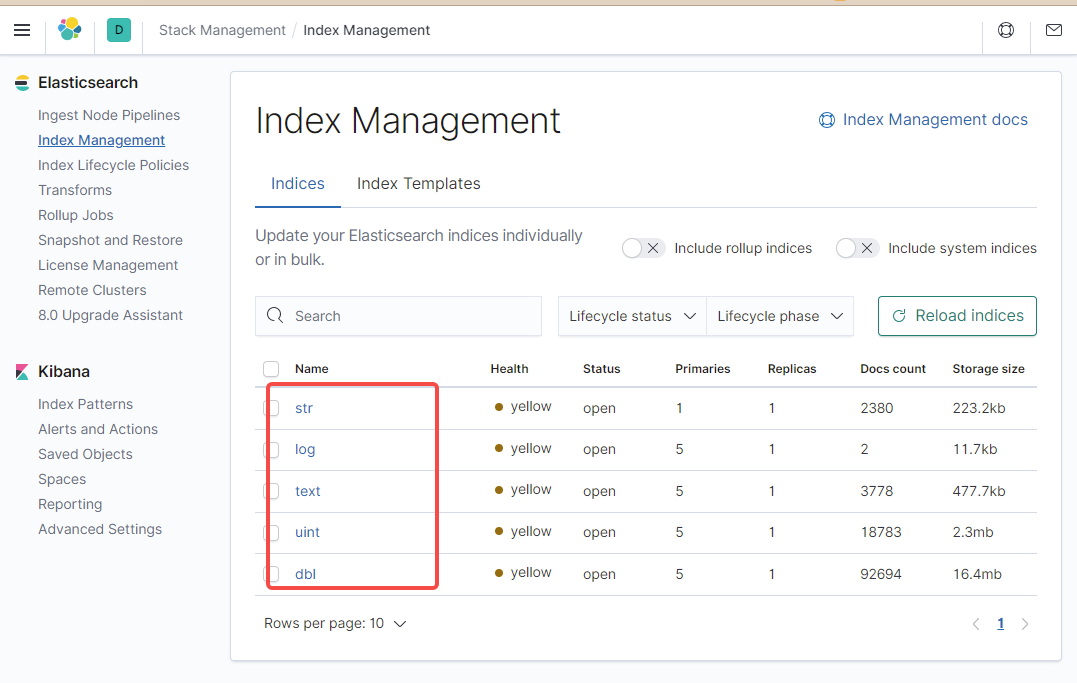 D Stack Management / Index Management
Elasticsearch
Ingest Node Pipelines
Index Management
Index Lifecycle Policies
Transforms
Rollup Jobs
Snapshot and Restore
License Management
Remote Clusters
8.0 Upgrade Assistant
Kibana
Index Patterns
Alerts and Actions
Saved Objects
Spaces
Reporting
Advanced Settings
Index Management
Index Management docs
Indices Index Templates
Update your Elasticsearch indices individually
or in bulk.
Include rollup indices Include system indices
Search Lifecycle status Lifecycle phase Reload indices
Name Health Status Primaries Replicas Docs count Storage size
str yellow open 1 1 2380 223.2kb
log yellow open 5 1 2 11.7kb
text yellow open 5 1 3778 477.7kb
uint yellow open 5 1 18783 2.3mb
dbl yellow open 5 1 92694 16.4mb
Rows per page: 10 1